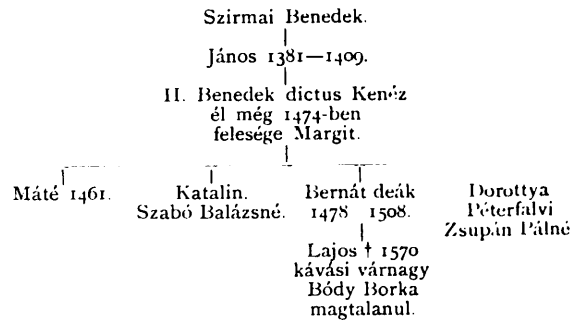 Szirmai Benedek.
János 1381—1409.
II. Benedek dictus Kenéz
él még 1474-ben
felesége Margit.
Máté 1461.
Katalin.
Szabó Balázsné.
Bernát deák
1478 1508.
Dorottya
Péterfalvi
Zsupán Pálné
Lajos † 1570
kávási várnagy
Bódy Borka
magtalanul.